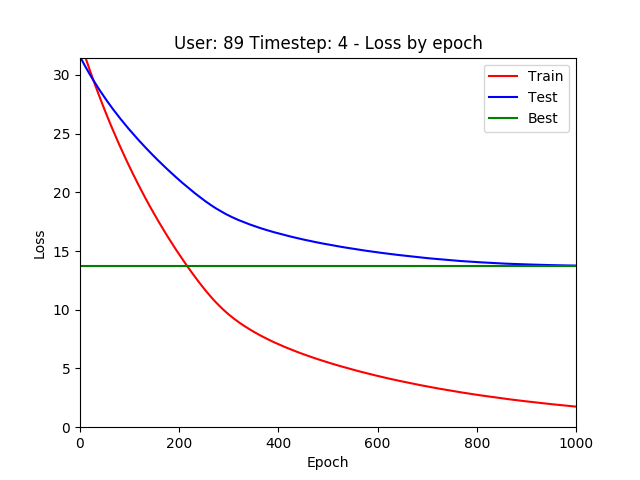 User: 89 Timestep: 4 - Loss by epoch
Train
Test
Best
Loss
30
25
20
15
10
5
0
0 200 400 600 800 1000
Epoch